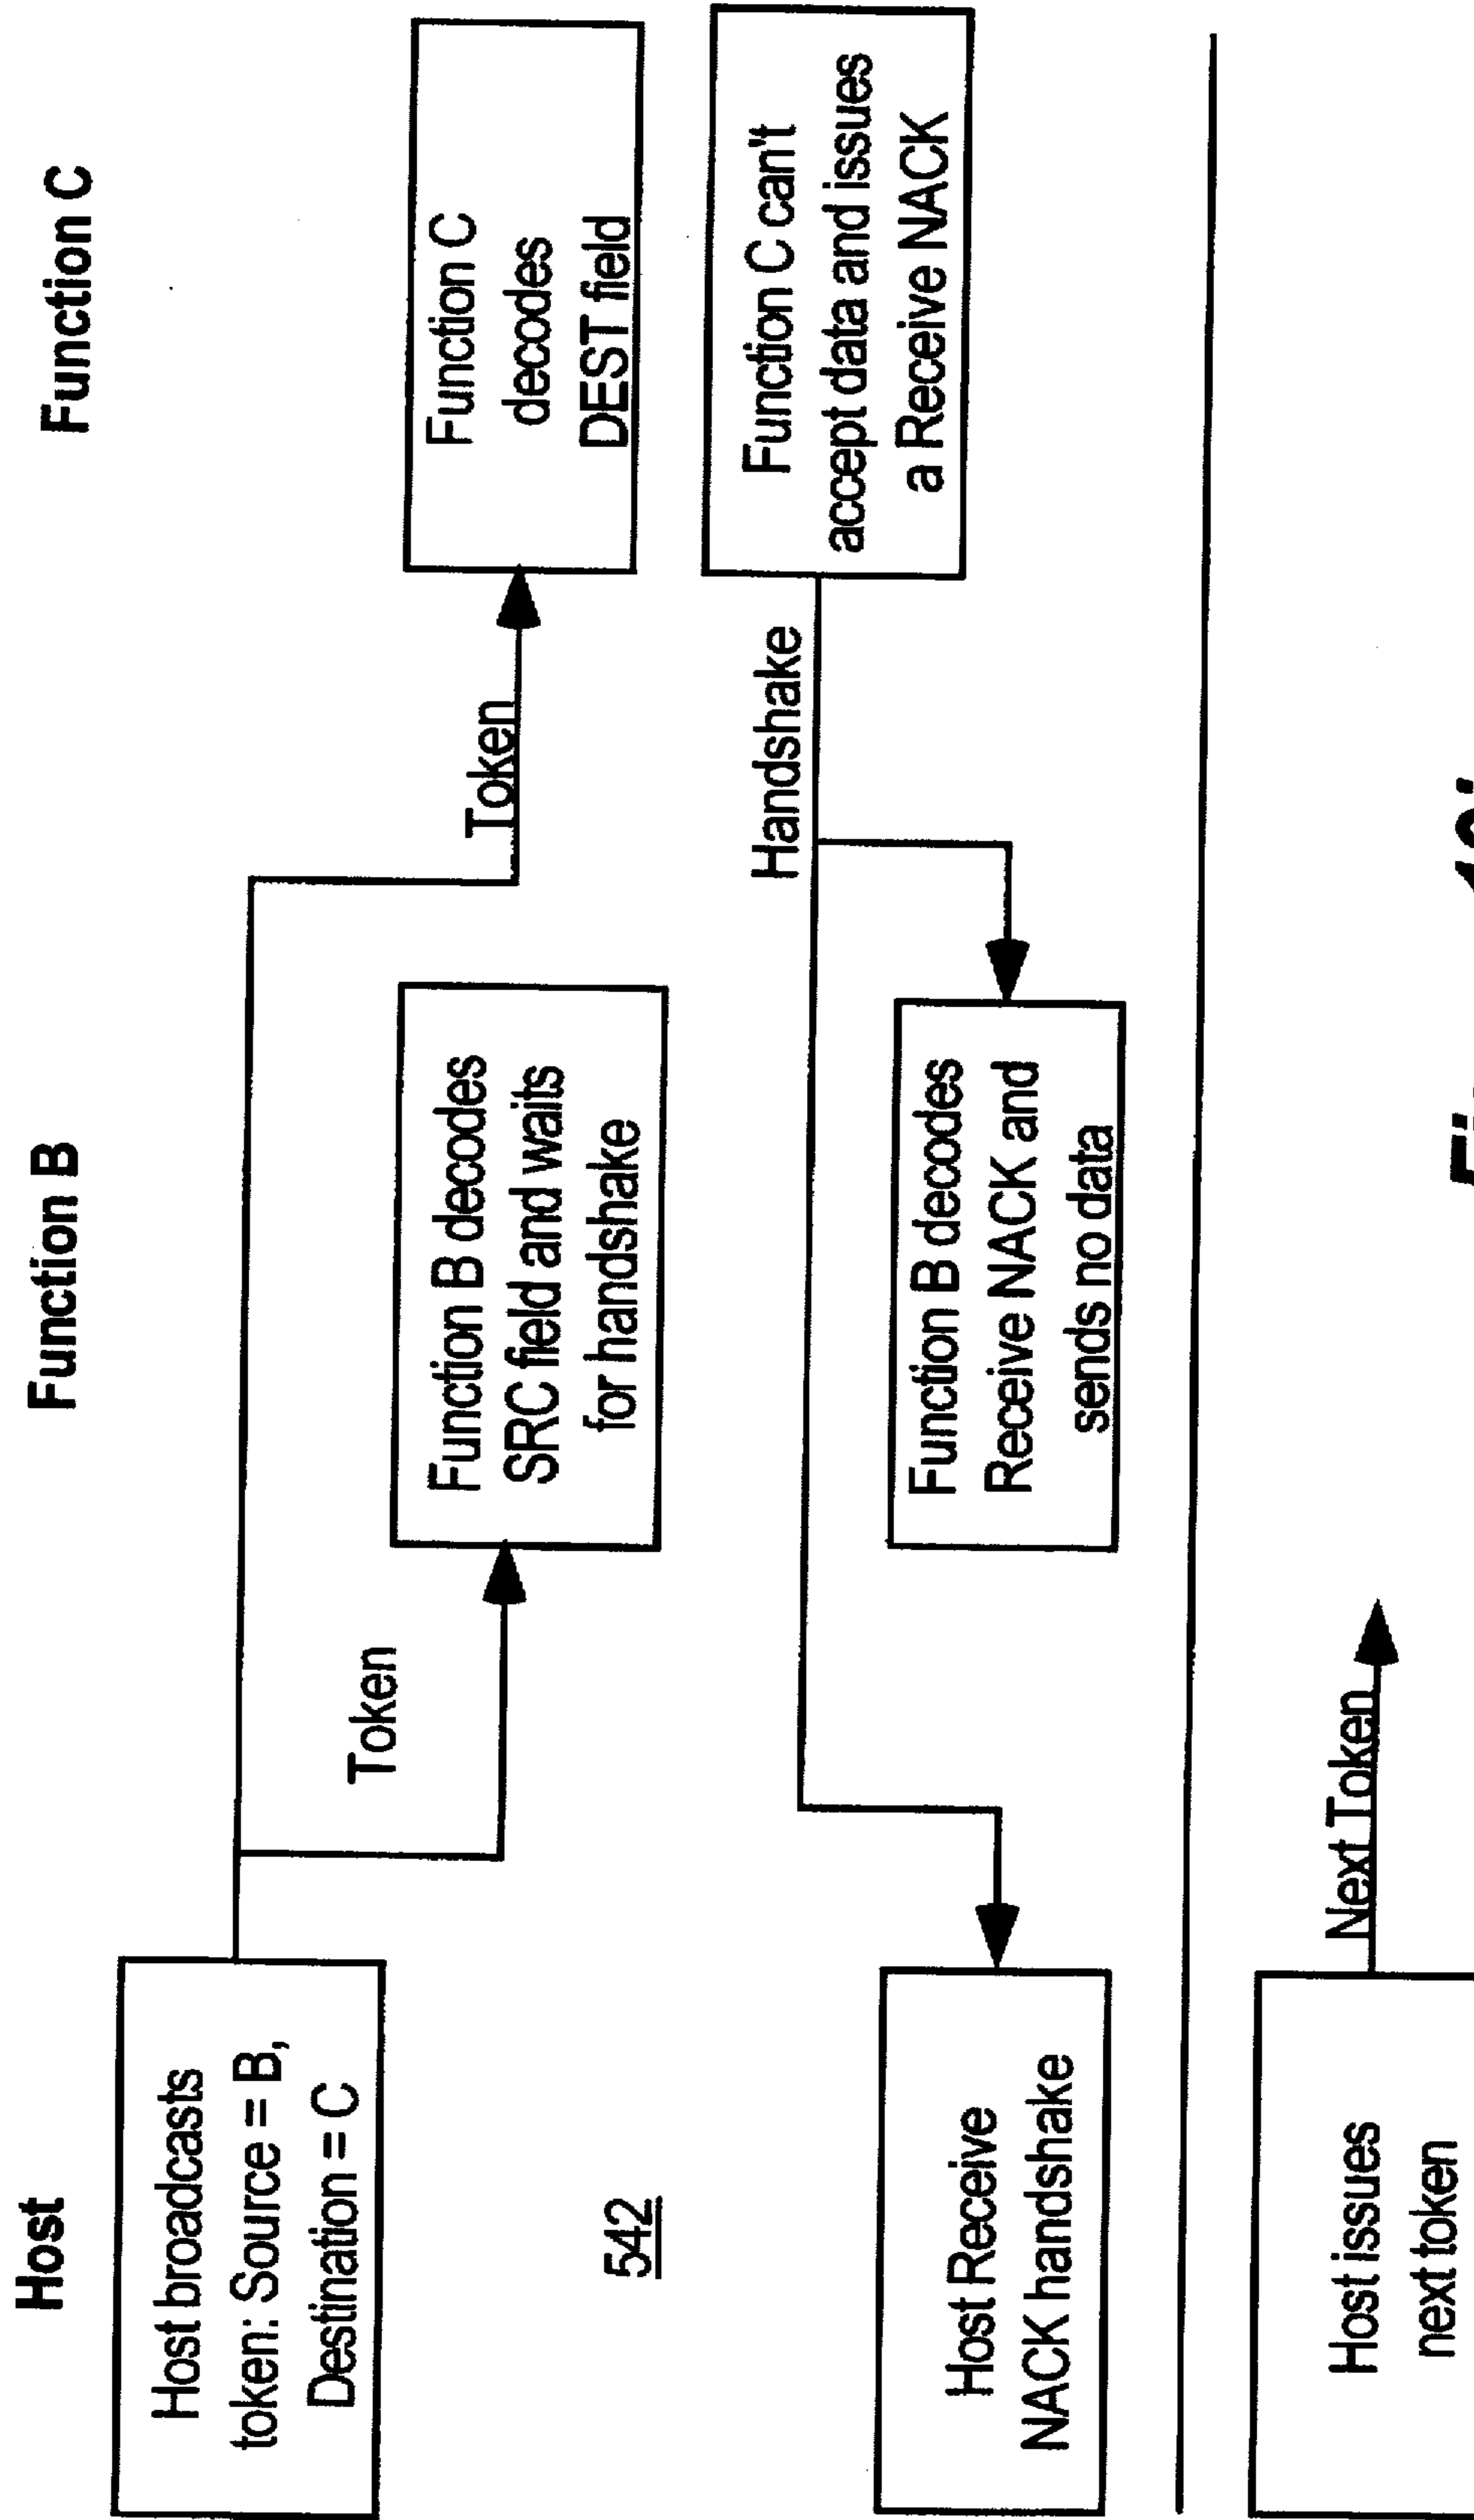 Host
Function B
Function C
Host broadcasts
token: Source = B,
Destination = C
Token
Function B decodes
SRC field and waits
for handshake
Token
Function C
decodes
DEST field
542
Handshake
Function C can't
accept data and issues
a Receive NACK
Host Receive
NACK handshake
Function B decodes
Receive NACK and
sends no data
Host issues
next token
Next Token